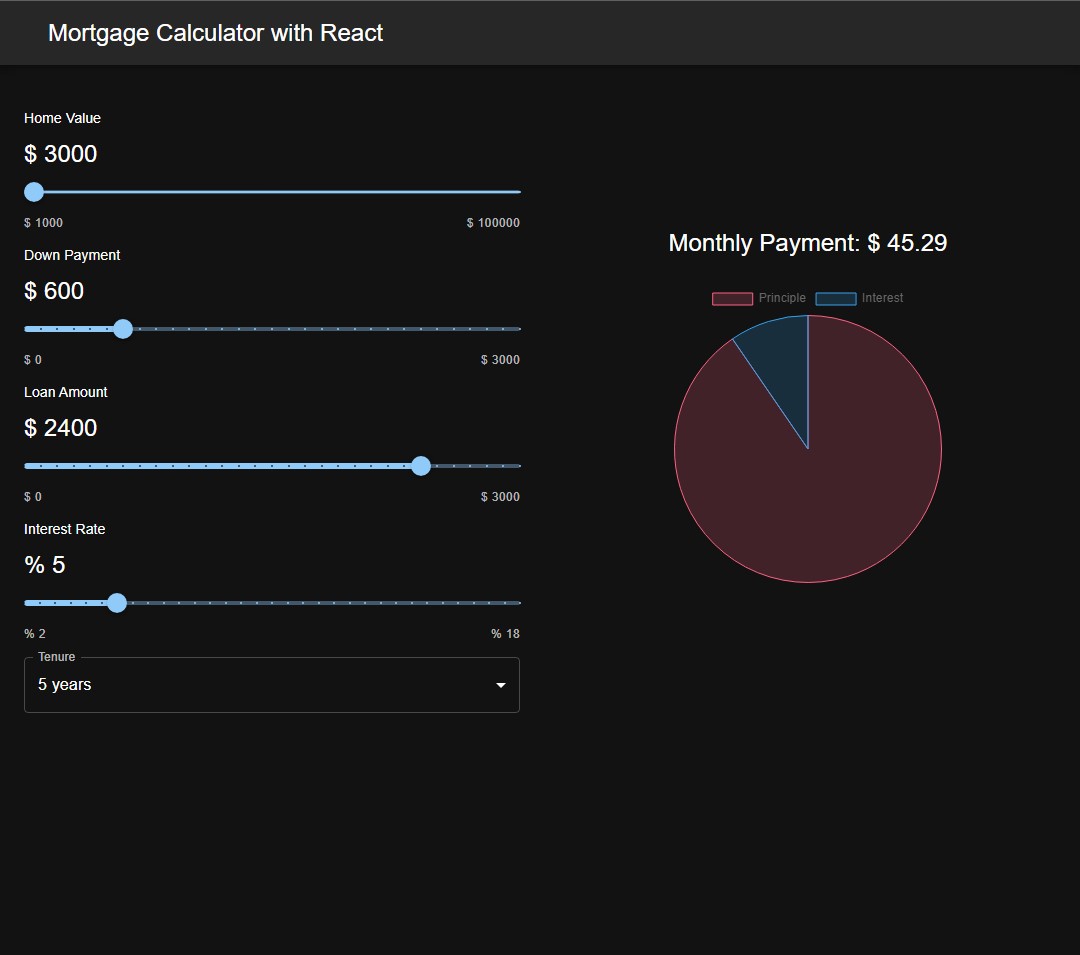 Mortgage Calculator with React
Home Value
$ 3000
$ 1000 $ 100000
Down Payment
$ 600
$ 0 $ 3000
Loan Amount
$ 2400
$ 0 $ 3000
Interest Rate
% 5
% 2 % 18
Tenure
5 years
Monthly Payment: $ 45.29
Principle Interest